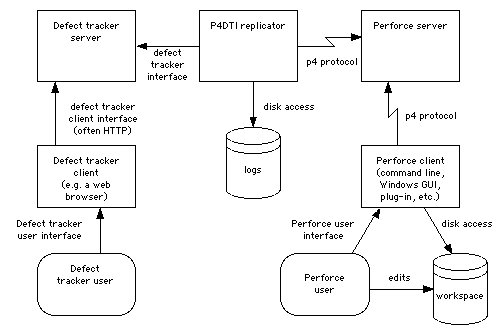 Defect tracker
server
P4DTI replicator
Perforce server
defect
tracker
interface
p4 protocol
defect tracker
client interface
(often HTTP)
disk access
p4 protocol
logs
Defect tracker
client
(e.g. a web
browser)
Perforce client
(command line,
Windows GUI,
plug-in, etc.)
Defect tracker
user interface
Perforce user
interface
disk access
Defect
tracker user
Perforce
user
edits
workspace